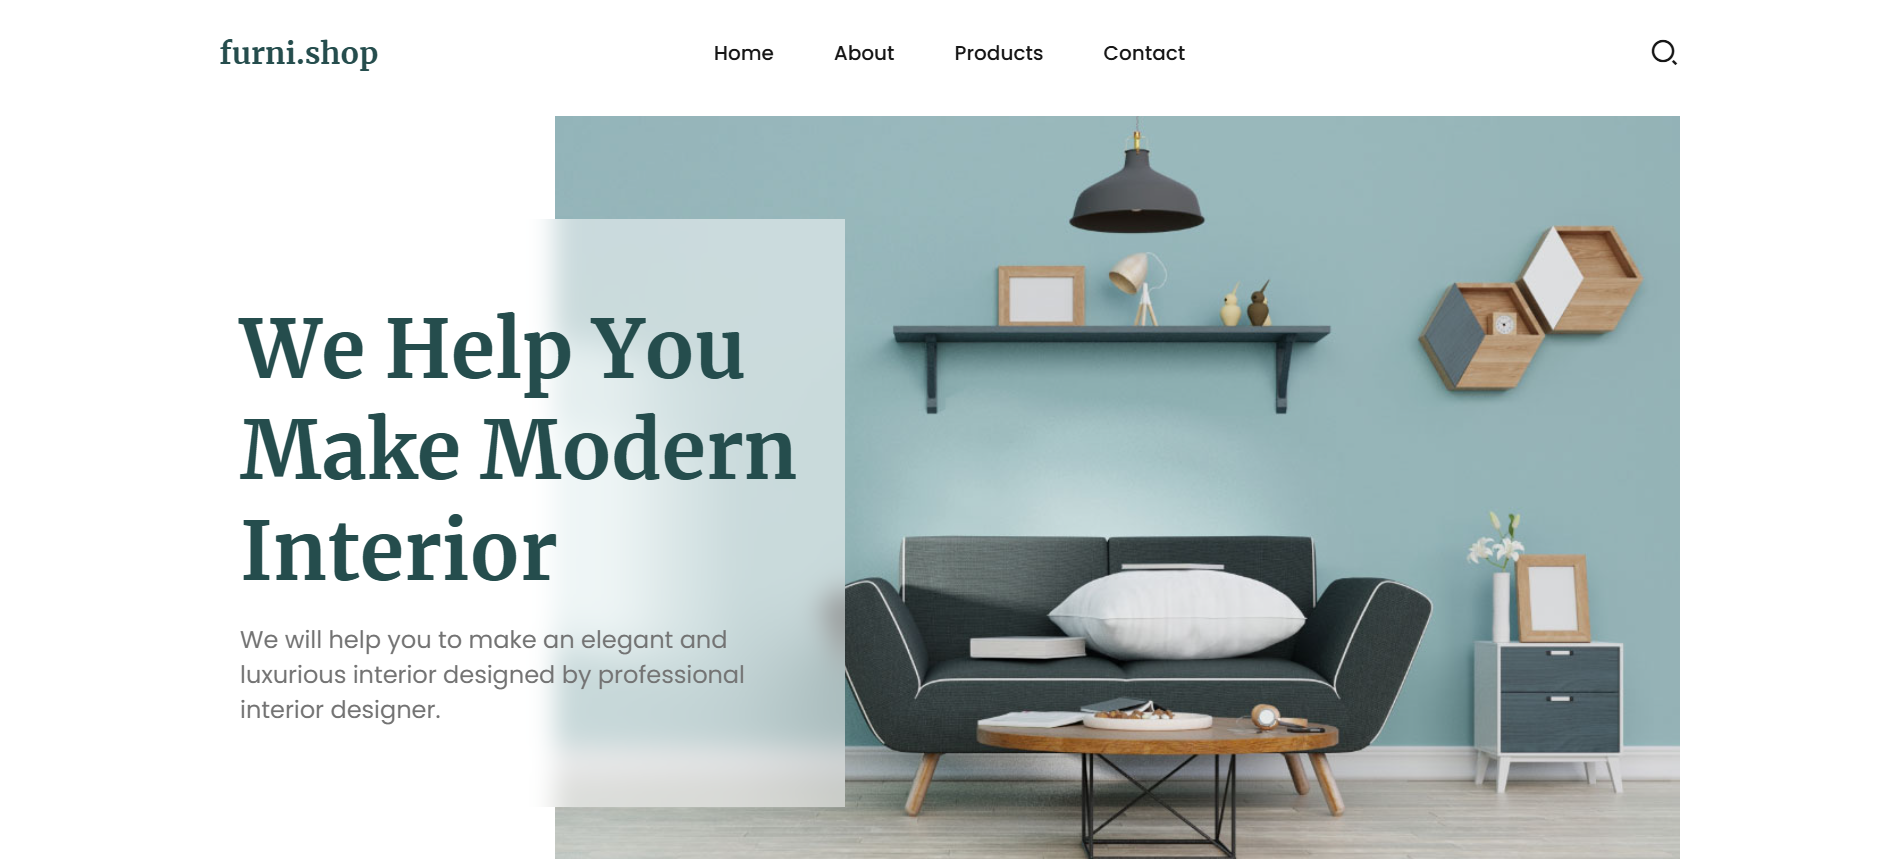 furni.shop
Home About Products Contact
We Help You
Make Modern
Interior
We will help you to make an elegant and
luxurious interior designed by professional
interior designer.